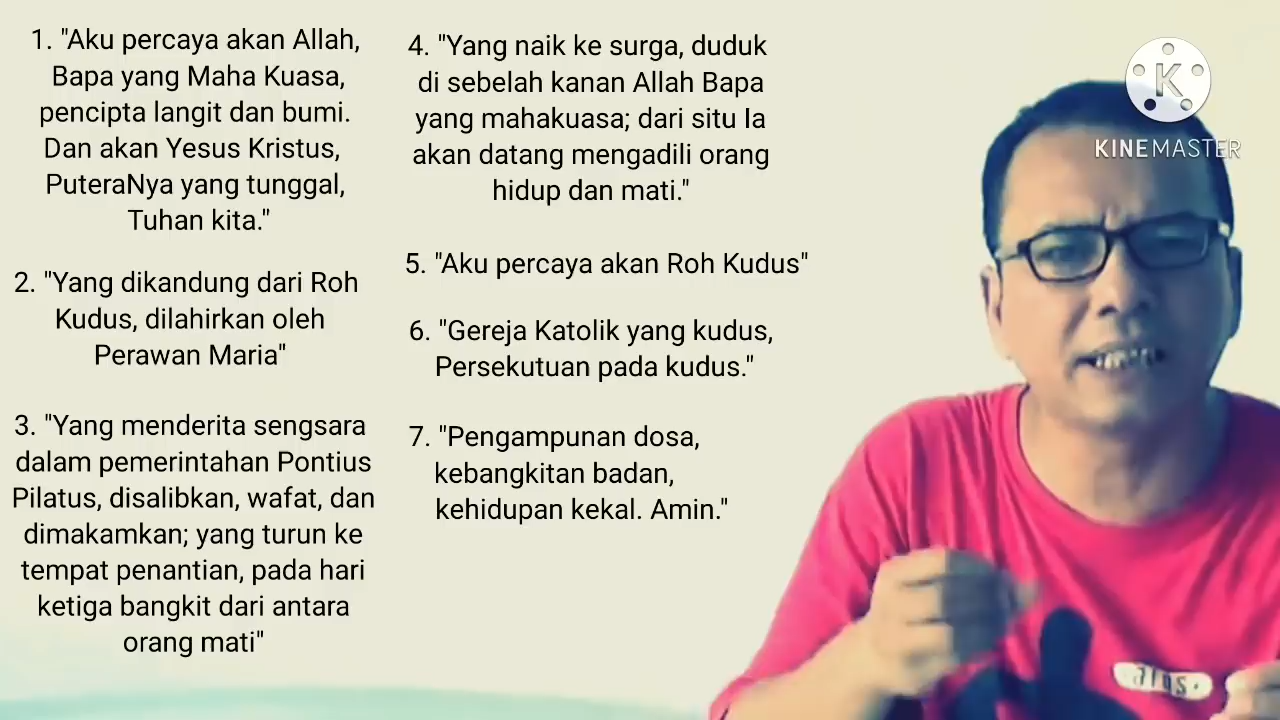 1. "Aku percaya akan Allah,
Bapa yang Maha Kuasa,
pencipta langit dan bumi.
Dan akan Yesus Kristus,
PuteraNya yang tunggal,
Tuhan kita."
2. "Yang dikandung dari Roh
Kudus, dilahirkan oleh
Perawan Maria"
3. "Yang menderita sengsara
dalam pemerintahan Pontius
Pilatus, disalibkan, wafat, dan
dimakamkan; yang turun ke
tempat penantian, pada hari
ketiga bangkit dari antara
orang mati"
4. "Yang naik ke surga, duduk
di sebelah kanan Allah Bapa
yang mahakuasa; dari situ Ia
akan datang mengadili orang
hidup dan mati."
5. "Aku percaya akan Roh Kudus"
6. "Gereja Katolik yang kudus,
Persekutuan pada kudus."
7. "Pengampunan dosa,
kebangkitan badan,
kehidupan kekal. Amin."
K
KINEMASTER